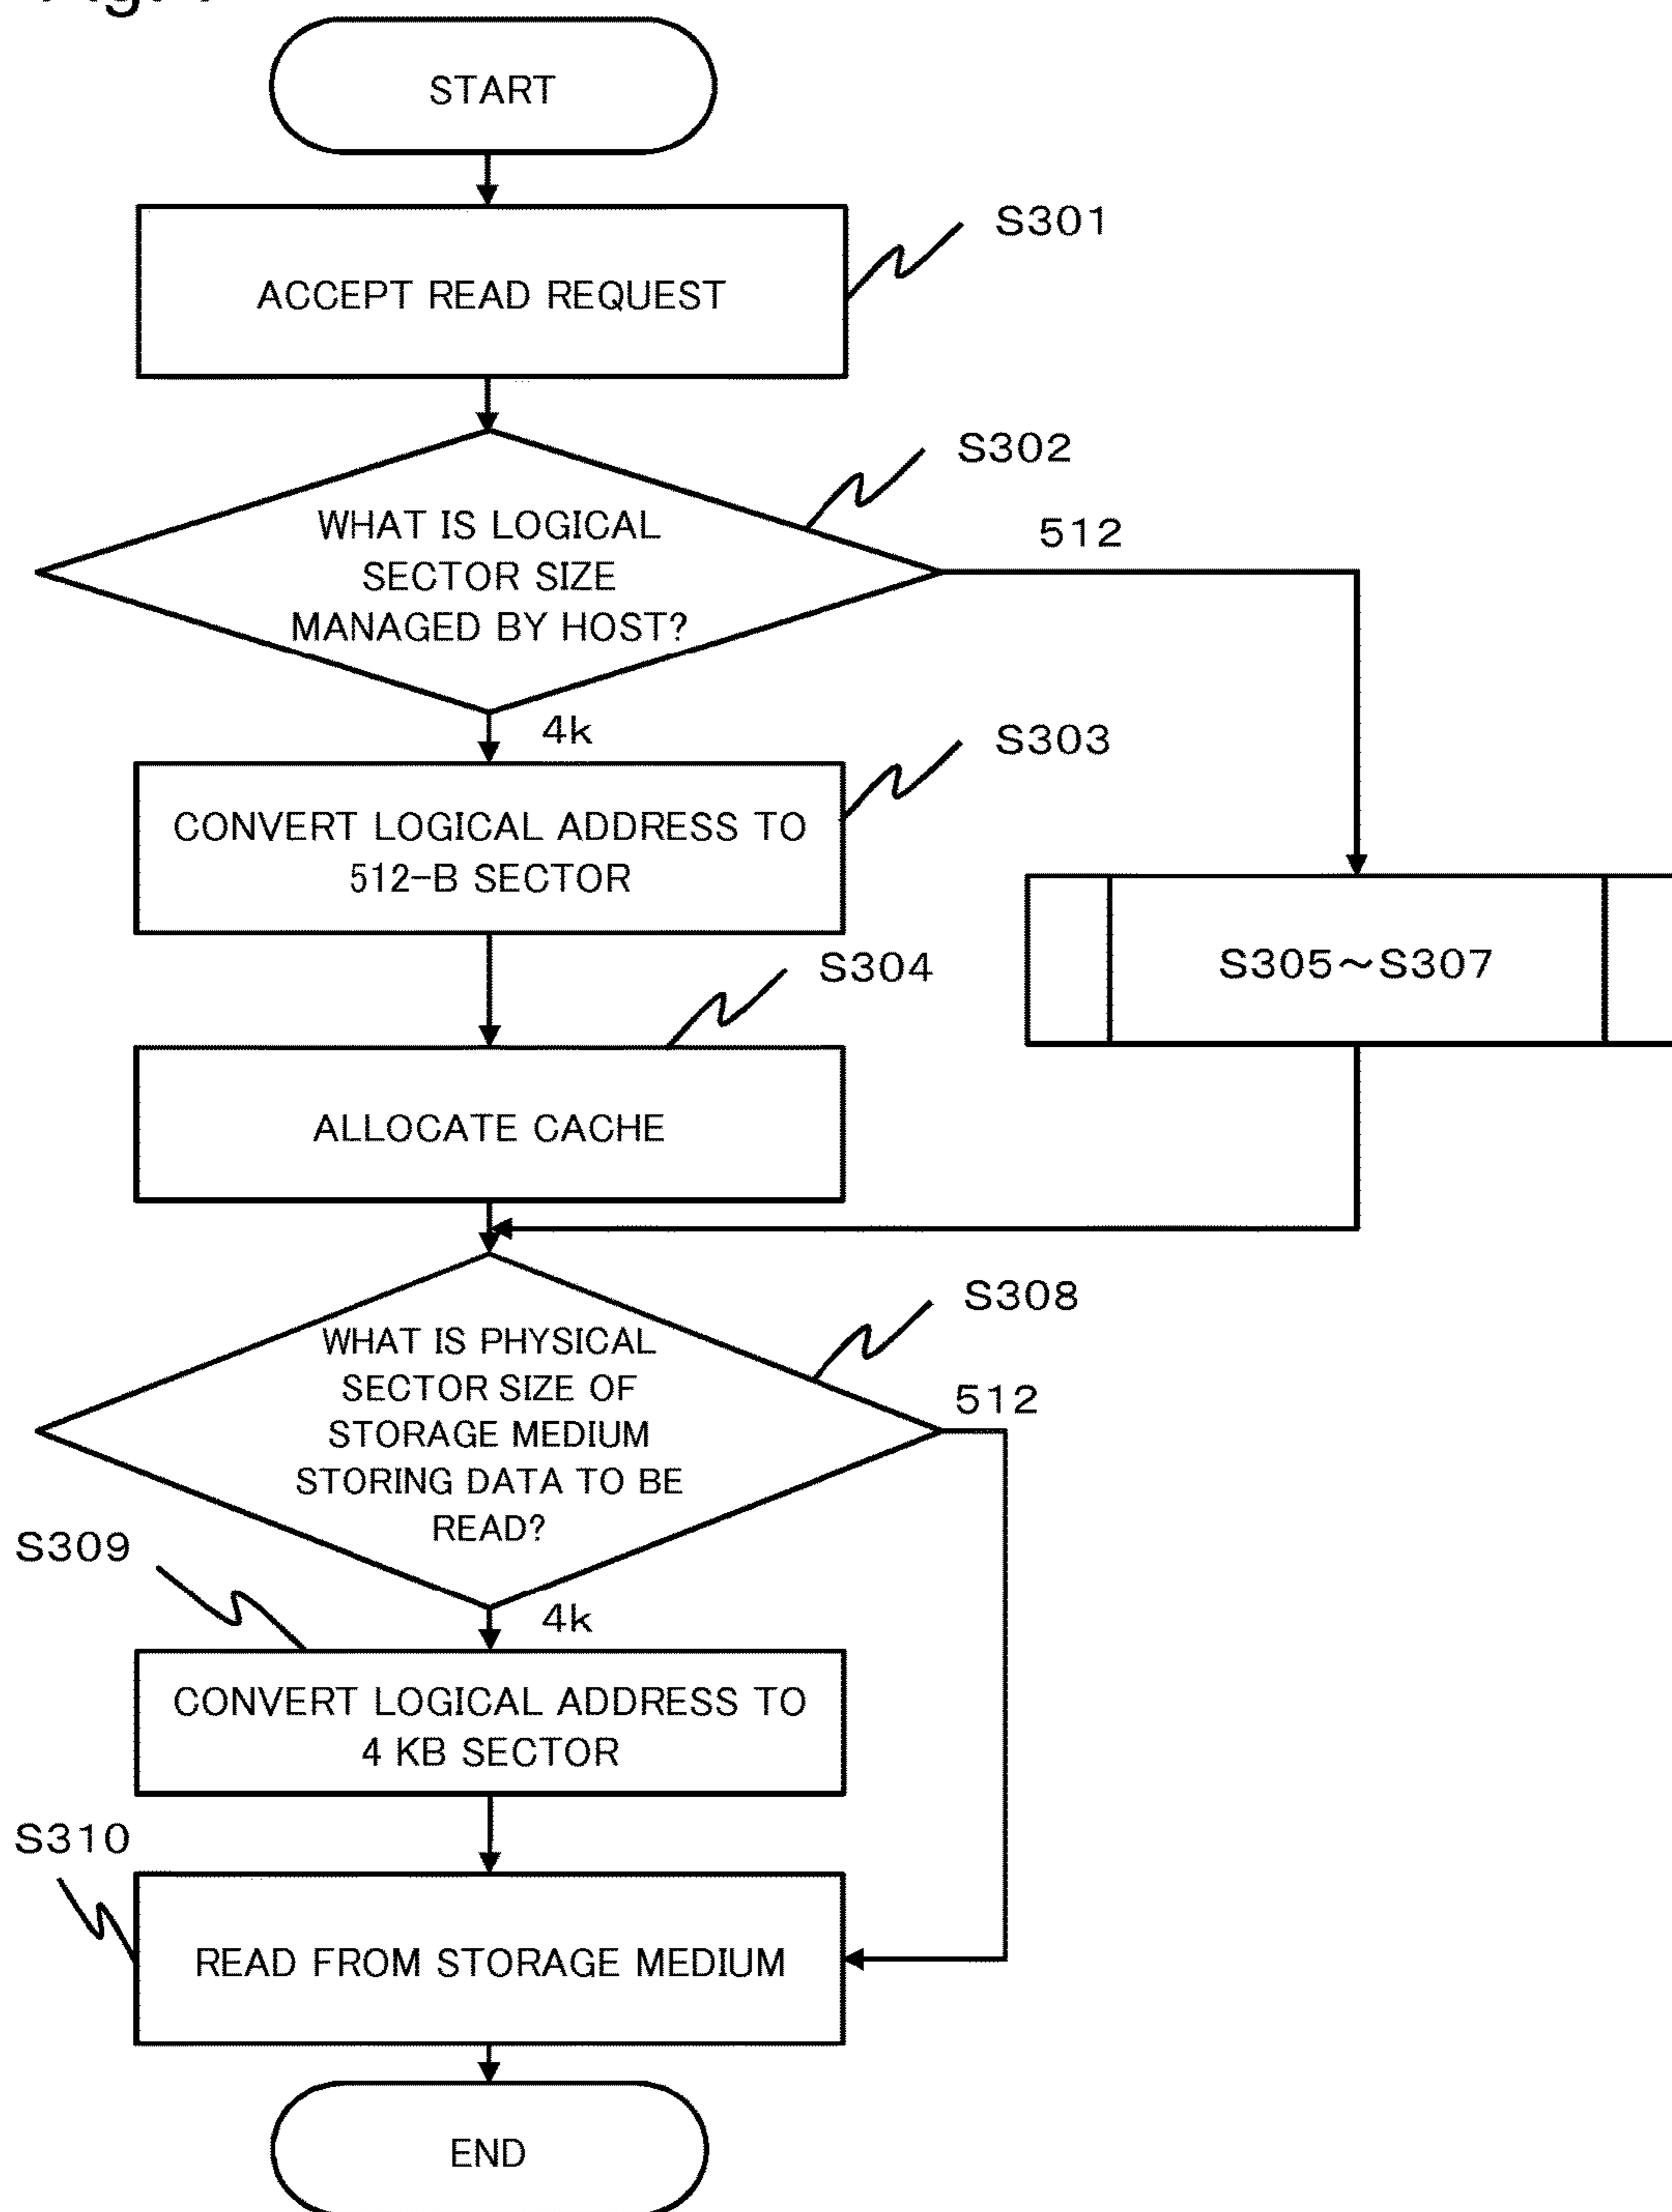 START
S301
ACCEPT READ REQUEST
S302
512
WHAT IS LOGICAL
SECTOR SIZE
MANAGED BY HOST?
4k
S303
CONVERT LOGICAL ADDRESS TO
512-B SECTOR
S305~S307
S304
ALLOCATE CACHE
S308
512
WHAT IS PHYSICAL
SECTOR SIZE OF
STORAGE MEDIUM
STORING DATA TO BE
READ?
S309
4k
CONVERT LOGICAL ADDRESS TO
4 KB SECTOR
S310
READ FROM STORAGE MEDIUM
END